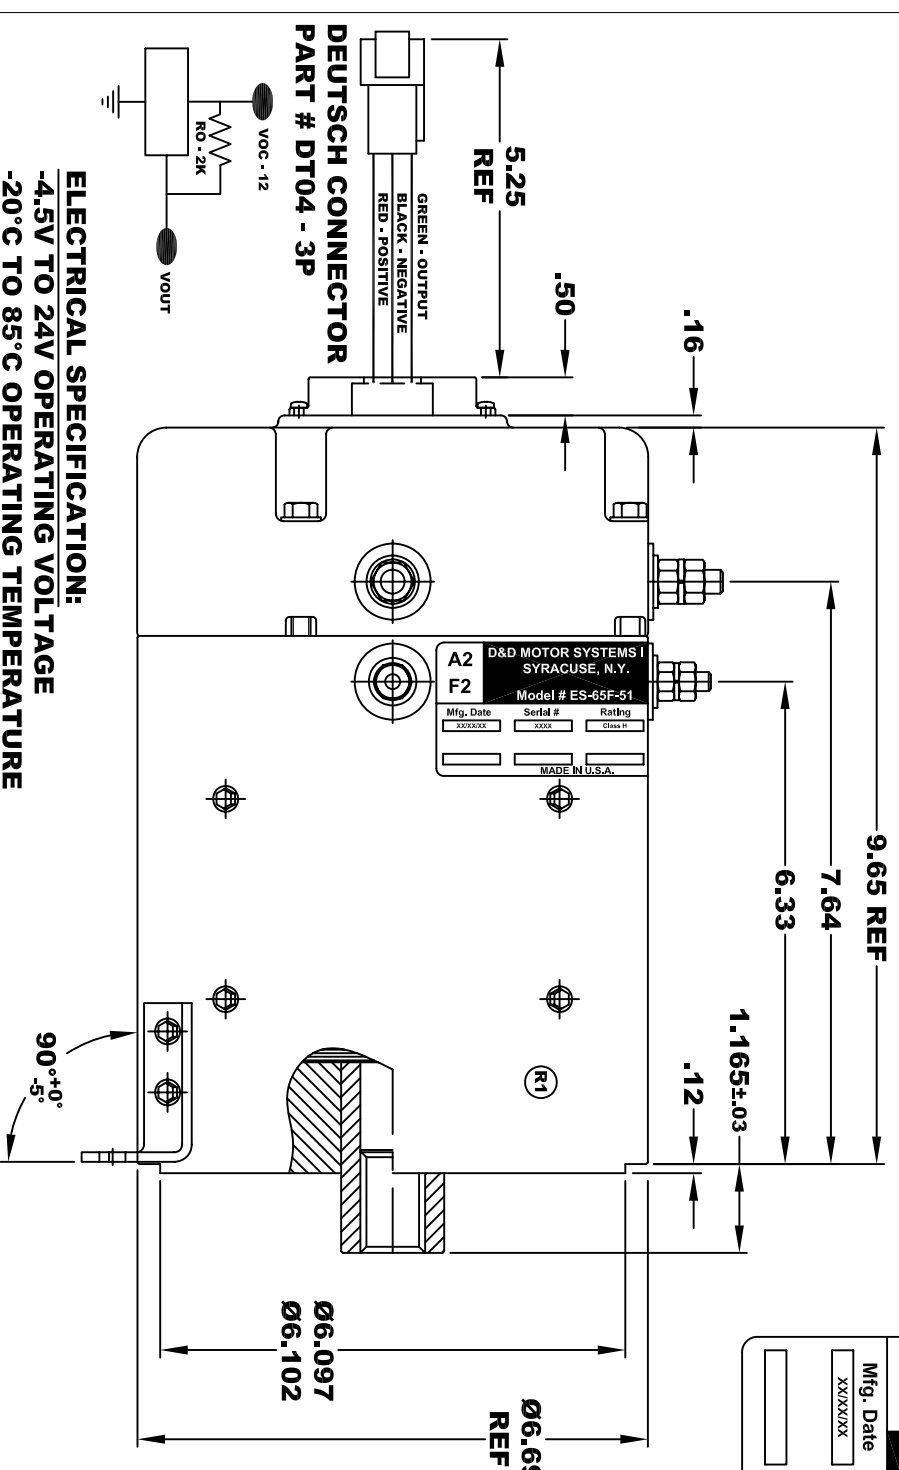 5.25
REF
.50
.16
DEUTSCH CONNECTOR
PART # DT04 - 3P
GREEN - OUTPUT
BLACK - NEGATIVE
RED - POSITIVE
VOC - 12
RO - 2K
VOUT
ELECTRICAL SPECIFICATION:
-4.5V TO 24V OPERATING VOLTAGE
-20°C TO 85°C OPERATING TEMPERATURE
A2
F2
D&D MOTOR SYSTEMS I
SYRACUSE, N.Y.
Model # ES-65F-51
Mfg. Date Serial # Rating
XX/XX/XX XXXX Class H
MADE IN U.S.A.
9.65 REF
7.64
6.33
1.165±.03
.12
R1
90°+0°
-5°
Ø6.097
Ø6.102
Ø6.69
REF
Mfg. Date
XX/XX/XX